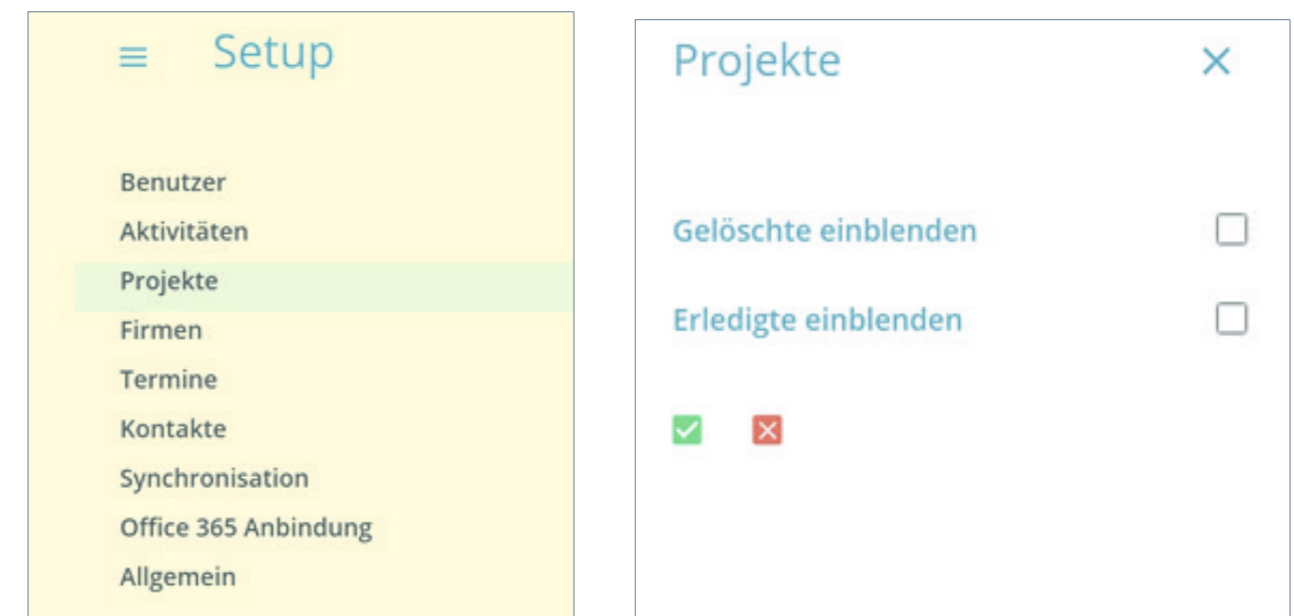 Setup
Benutzer
Aktivitäten
Projekte
Firmen
Termine
Kontakte
Synchronisation
Office 365 Anbindung
Allgemein
Projekte
Gelöschte einblenden
Erledigte einblenden